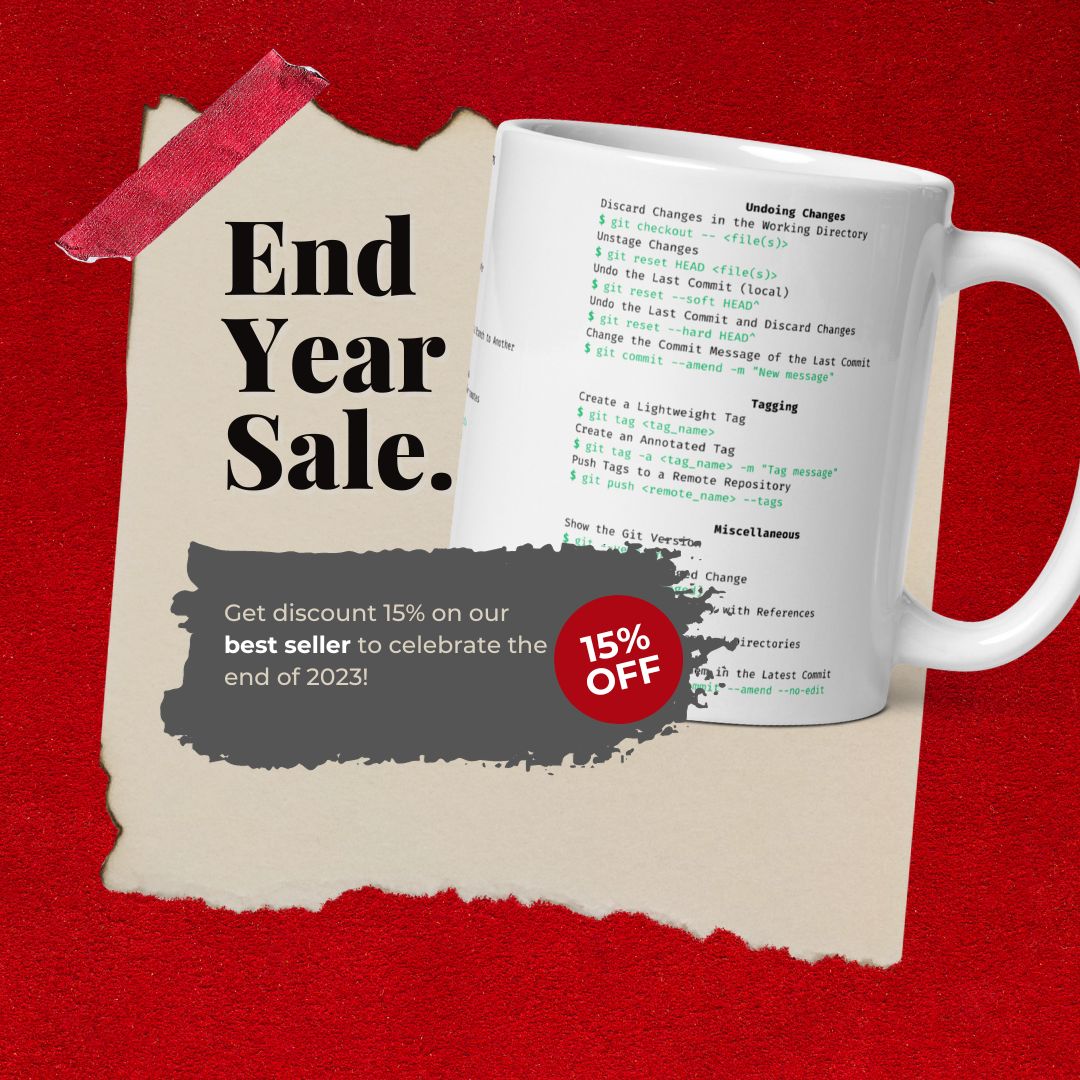 End
Year
Sale.
Get discount 15% on our
best seller to celebrate the
end of 2023!
15%
OFF
Undoing Changes
Discard Changes in the Working Directory
$ git checkout -- <file(s)>
Unstage Changes
$ git reset HEAD <file(s)>
Undo the Last Commit (local)
$ git reset --soft HEAD^
Undo the Last Commit and Discard Changes
$ git reset --hard HEAD^
Change the Commit Message of the Last Commit
$ git commit --amend -m "New message"
Tagging
Create a Lightweight Tag
$ git tag <tag_name>
Create an Annotated Tag
$ git tag -a <tag_name> -m "Tag message"
Push Tags to a Remote Repository
$ git push <remote_name> --tags
Miscellaneous
Show the Git Version
$ git
Change
with References
Directories
in the Latest Commit
--amend --no-edit
to Another